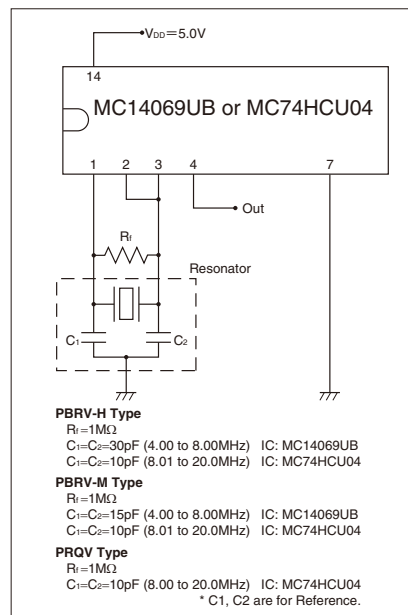 VDD=5.0V
14
MC14069UB or MC74HCU04
1 2 3 4 7
Out
Rf
Resonator
C1 C2
PBRV-H Type
Rf=1MΩ
C1=C2=30pF (4.00 to 8.00MHz) IC: MC14069UB
C1=C2=10pF (8.01 to 20.0MHz) IC: MC74HCU04
PBRV-M Type
Rf=1MΩ
C1=C2=15pF (4.00 to 8.00MHz) IC: MC14069UB
C1=C2=10pF (8.01 to 20.0MHz) IC: MC74HCU04
PRQV Type
Rf=1MΩ
C1=C2=10pF (8.00 to 20.0MHz) IC: MC74HCU04
* C1, C2 are for Reference.